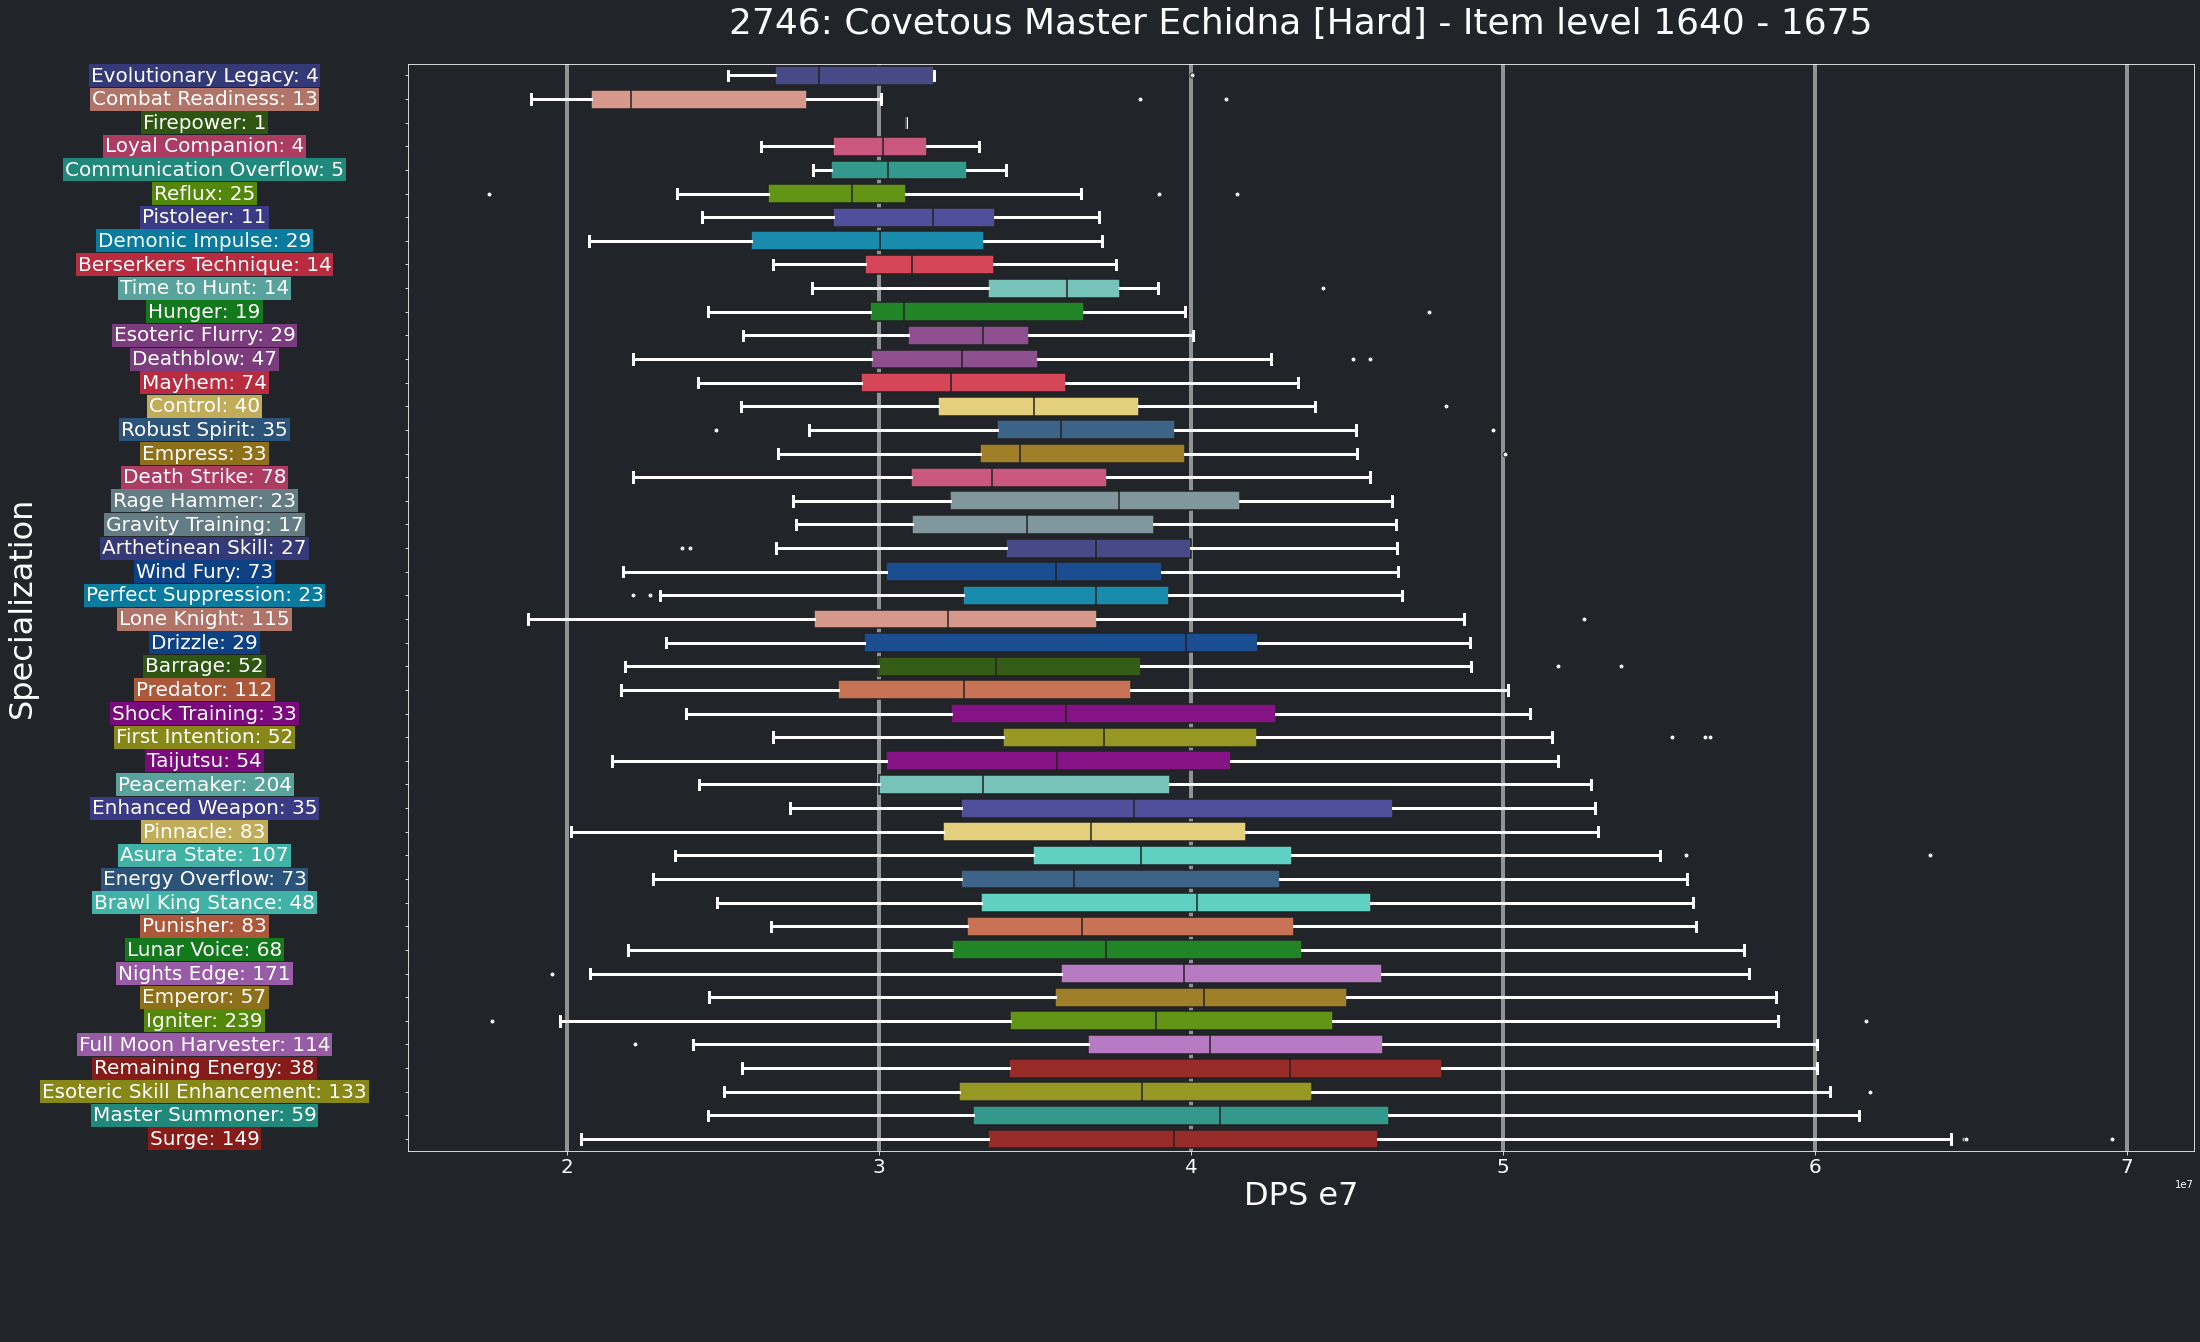 2746: Covetous Master Echidna [Hard] - Item level 1640 - 1675
Evolutionary Legacy: 4
Combat Readiness: 13
Firepower: 1
Loyal Companion: 4
Communication Overflow: 5
Reflux: 25
Pistoleer: 11
Demonic Impulse: 29
Berserkers Technique: 14
Time to Hunt: 14
Hunger: 19
Esoteric Flurry: 29
Deathblow: 47
Mayhem: 74
Control: 40
Robust Spirit: 35
Empress: 33
Death Strike: 78
Rage Hammer: 23
Gravity Training: 17
Arthetinean Skill: 27
Wind Fury: 73
Perfect Suppression: 23
Lone Knight: 115
Drizzle: 29
Barrage: 52
Predator: 112
Shock Training: 33
First Intention: 52
Taijutsu: 54
Peacemaker: 204
Enhanced Weapon: 35
Pinnacle: 83
Asura State: 107
Energy Overflow: 73
Brawl King Stance: 48
Punisher: 83
Lunar Voice: 68
Nights Edge: 171
Emperor: 57
Igniter: 239
Full Moon Harvester: 114
Remaining Energy: 38
Esoteric Skill Enhancement: 133
Master Summoner: 59
Surge: 149
Specialization
2 3 4 5 6 7
1e7
DPS e7